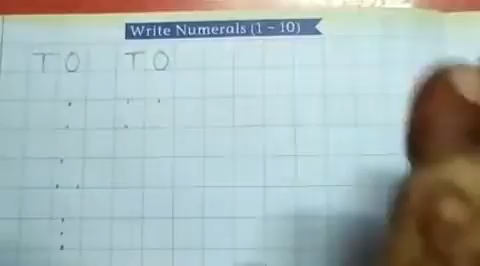 Write Numerals (1 - 10)
T O T O